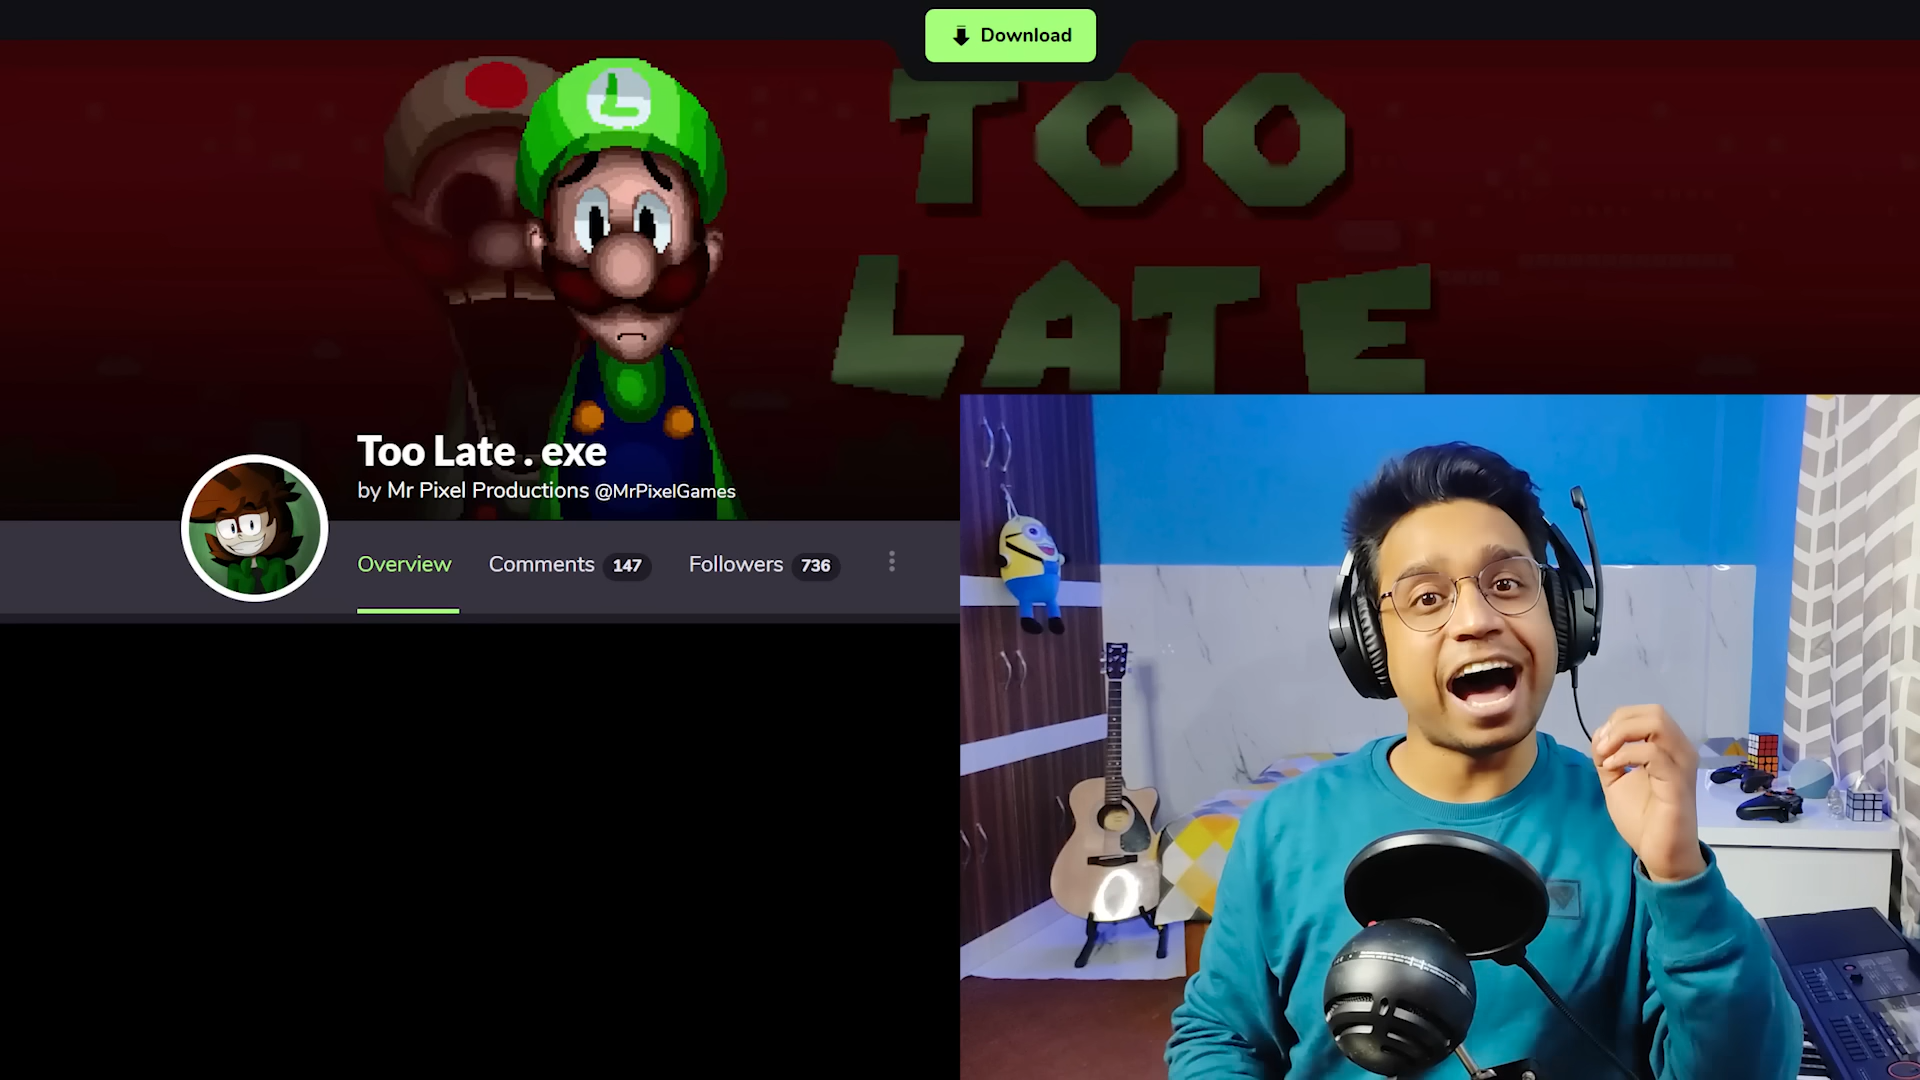 Download
TOO
LATE
L
Too Late . exe
by Mr Pixel Productions @MrPixelGames
Overview Comments 147 Followers 736